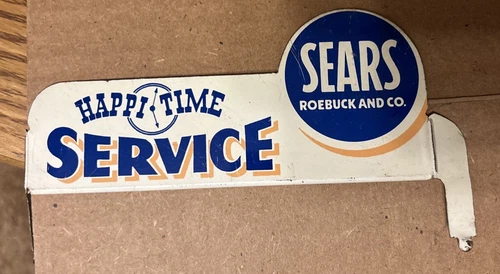 HAPPI TIME
SERVICE
SEARS
ROEBUCK AND CO.